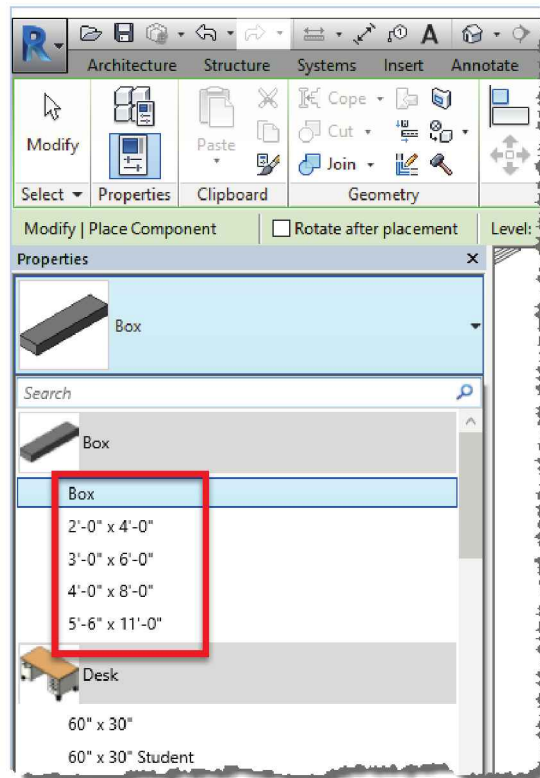 R A
Architecture Structure Systems Insert Annotate
Modify Paste Cope Cut Join
Select Properties Clipboard Geometry
Modify | Place Component Rotate after placement Level:
Properties
Box
Search
Box
Box
2'-0" x 4'-0"
3'-0" x 6'-0"
4'-0" x 8'-0"
5'-6" x 11'-0"
Desk
60" x 30"
60" x 30" Student